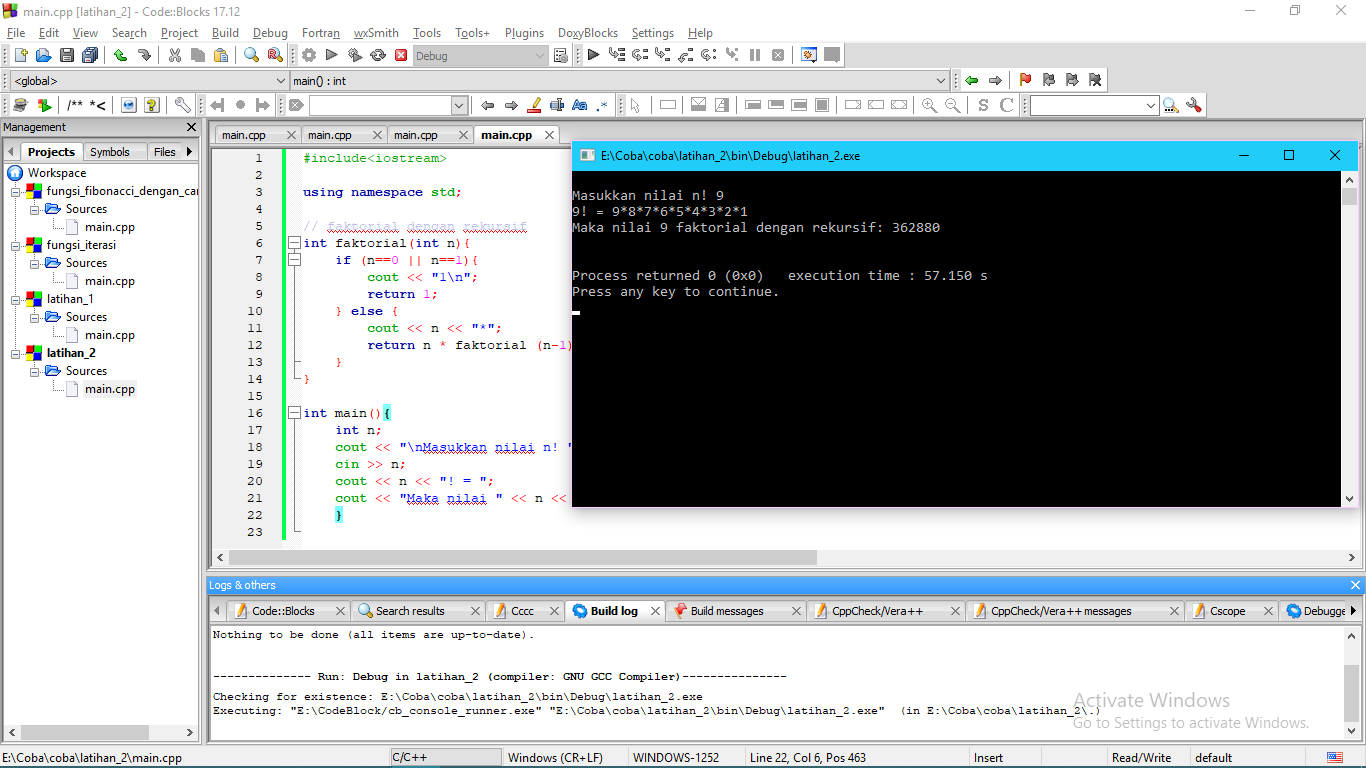 main.cpp [latihan_2] - Code::Blocks 17.12
File Edit View Search Project Build Debug Fortran wxSmith Tools Tools+ Plugins DoxyBlocks Settings Help
Debug
<global> main() : int
/** *<
Aa .*
S C
Management
Projects Symbols Files
Workspace
fungsi_fibonacci_dengan_car
Sources
main.cpp
fungsi_iterasi
Sources
main.cpp
latihan_1
Sources
main.cpp
latihan_2
Sources
main.cpp
main.cpp main.cpp main.cpp main.cpp
1 #include<iostream>
2
3 using namespace std;
4
5 // faktorial dengan rekursif
6 int faktorial(int n){
7 if (n==0 || n==1){
8 cout << "1\n";
9 return 1;
10 } else {
11 cout << n << "*";
12 return n * faktorial (n-1)
13 }
14 }
15
16 int main(){
17 int n;
18 cout << "\nMasukkan nilai n! "
19 cin >> n;
20 cout << n << "! = ";
21 cout << "Maka nilai " << n <<
22 }
23
E:\Coba\coba\latihan_2\bin\Debug\latihan_2.exe
Masukkan nilai n! 9
9! = 9*8*7*6*5*4*3*2*1
Maka nilai 9 faktorial dengan rekursif: 362880
Process returned 0 (0x0) execution time : 57.150 s
Press any key to continue.
Logs & others
Code::Blocks Search results Cccc Build log Build messages CppCheck/Vera++ CppCheck/Vera++ messages Cscope Debugge
Nothing to be done (all items are up-to-date).
-------------- Run: Debug in latihan_2 (compiler: GNU GCC Compiler)---------------
Checking for existence: E:\Coba\coba\latihan_2\bin\Debug\latihan_2.exe
Executing: "E:\CodeBlock/cb_console_runner.exe" "E:\Coba\coba\latihan_2\bin\Debug\latihan_2.exe" (in E:\Coba\coba\latihan_2\.)
Activate Windows
Go to Settings to activate Windows.
E:\Coba\coba\latihan_2\main.cpp C/C++ Windows (CR+LF) WINDOWS-1252 Line 22, Col 6, Pos 463 Insert Read/Write default